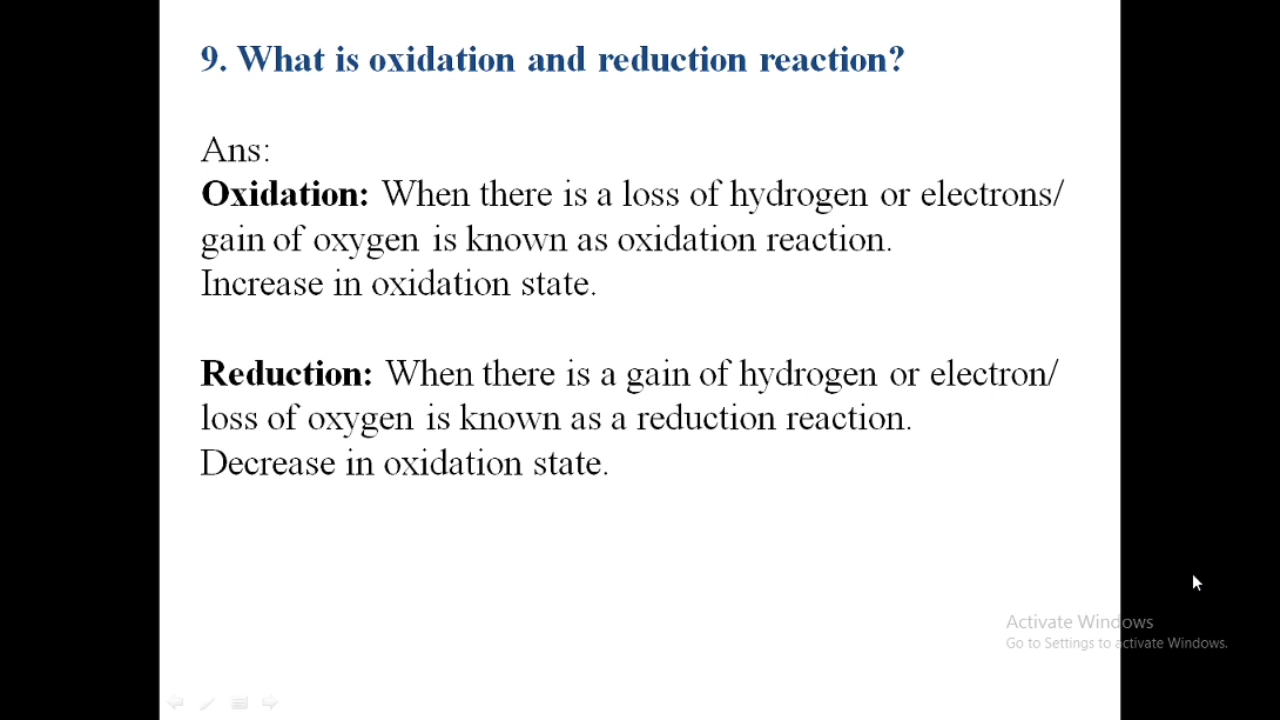 9. What is oxidation and reduction reaction?
Ans:
Oxidation: When there is a loss of hydrogen or electrons/
gain of oxygen is known as oxidation reaction.
Increase in oxidation state.
Reduction: When there is a gain of hydrogen or electron/
loss of oxygen is known as a reduction reaction.
Decrease in oxidation state.
Activate Windows
Go to Settings to activate Windows.